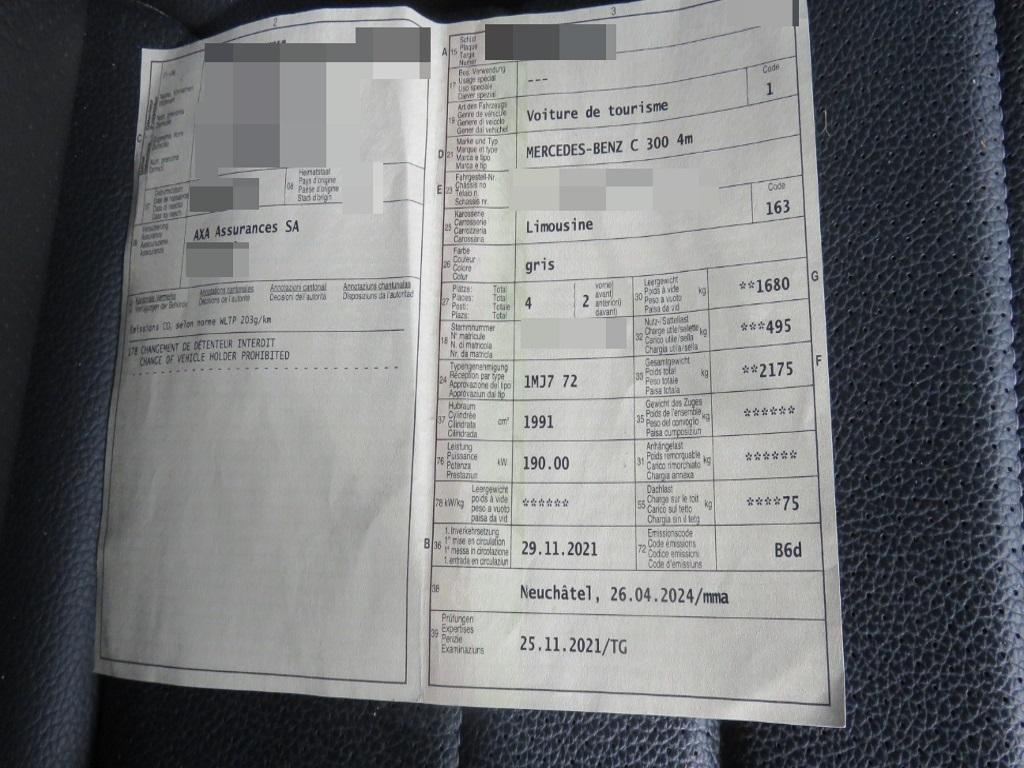 2
C
08
Heimatstaat
Pays d'origine
Paese d'origine
Stadi d'origin
AXA Assurances SA
Annotations cantonales
Décisions de l'autorité
Annotazioni cantonali
Decisioni dell'autorità
Annotaziuns chantunalas
Disposiziuns da l'autoritad
Emissions CO2 selon norme WLTP 203g/km
178 CHANGEMENT DE DÉTENTEUR INTERDIT
CHANGE OF VEHICLE HOLDER PROHIBITED
3
A 15
Schild
Plaque
Targa
Numer
17
Bes. Verwendung
Usage spécial
Uso speciale
Diever spezial
---
19
Art des Fahrzeugs
Genre de véhicule
Genere di veicolo
Gener dal vehichel
Voiture de tourisme
Code
1
D 21
Marke und Typ
Marque et type
Marca e tipo
Marca e tip
MERCEDES-BENZ C 300 4m
E 23
Fahrgestell-Nr.
Châssis no
Telaio n.
Schassis nr.
25
Karosserie
Carrosserie
Carrozzeria
Carossaria
Limousine
Code
163
26
Farbe
Couleur
Colore
Colur
gris
27
Plätze: Total
Places: Total
Posti: Totale
Plazs: Total
4
2
vorne)
avant)
anteriori)
davant)
30
Leergewicht
Poids à vide
Peso a vuoto
Paisa da vid
kg
**1680
G
18
Stammnummer
N° matricule
N. di matricola
Nr. da matricla
32
Nutz-/Sattellast
Charge utile/sellette
Carico utile/sella
Chargia utila/sella
kg
***495
24
Typengenehmigung
Réception par type
Approvazione del tipo
Approvaziun dal tip
1MJ7 72
33
Gesamtgewicht
Poids total
Peso totale
Paisa totala
kg
**2175
F
37
Hubraum
Cylindrée
Cilindrata
Cilindrada
cm³
1991
35
Gewicht des Zuges
Poids de l'ensemble
Peso del convoglio
Paisa cumposiziun
kg
******
76
Leistung
Puissance
Potenza
Prestaziun
kW
190.00
31
Anhängelast
Poids remorquable
Carico rimorchiato
Chargia annexa
kg
******
78 kW/kg
Leergewicht
poids à vide
peso a vuoto
paisa da vid
******
55
Dachlast
Charge sur le toit
Carico sul tetto
Chargia sin il tetg
kg
****75
B 36
1. Inverkehrsetzung
1re mise en circulation
1a messa in circolazione
1. entrada en circulaziun
29.11.2021
72
Emissionscode
Code émissions
Codice emissioni
Code d'emissiuns
B6d
38
Neuchâtel, 26.04.2024/mma
39
Prüfungen
Expertises
Perizie
Examinaziuns
25.11.2021/TG